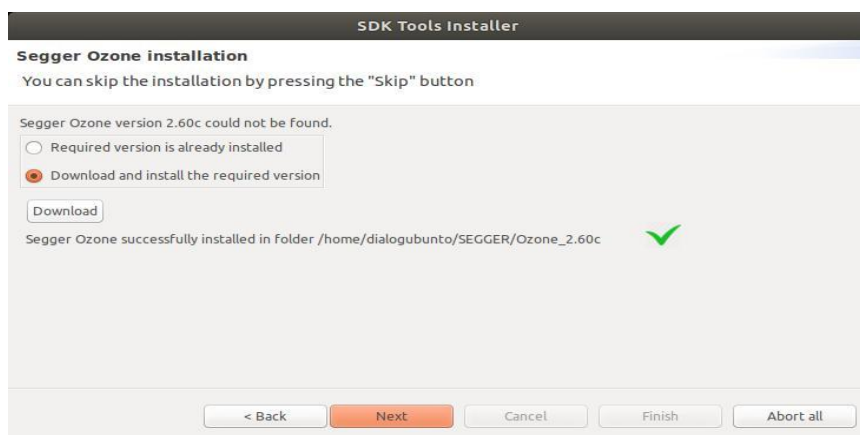 SDK Tools Installer
Segger Ozone installation
You can skip the installation by pressing the "Skip" button
Segger Ozone version 2.60c could not be found.
Required version is already installed
Download and install the required version
Download
Segger Ozone successfully installed in folder /home/dialogubunto/SEGGER/Ozone_2.60c
< Back Next Cancel Finish Abort all